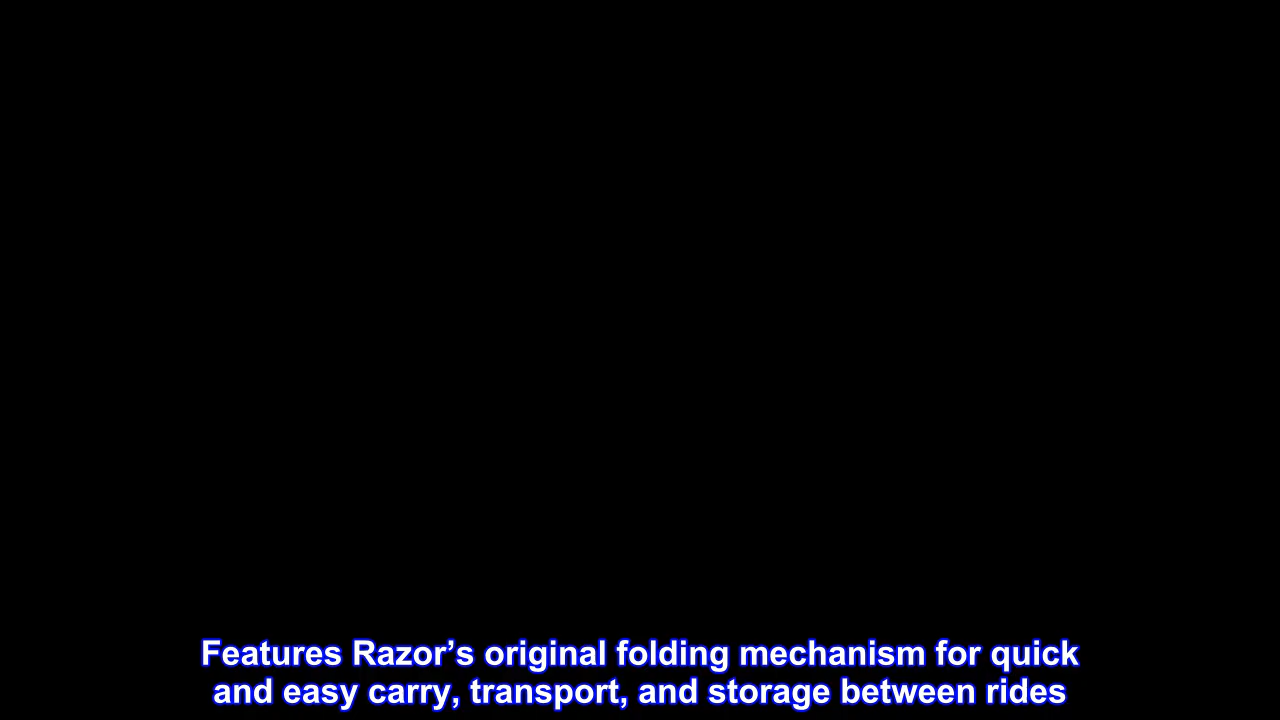 Features Razor’s original folding mechanism for quick
and easy carry, transport, and storage between rides